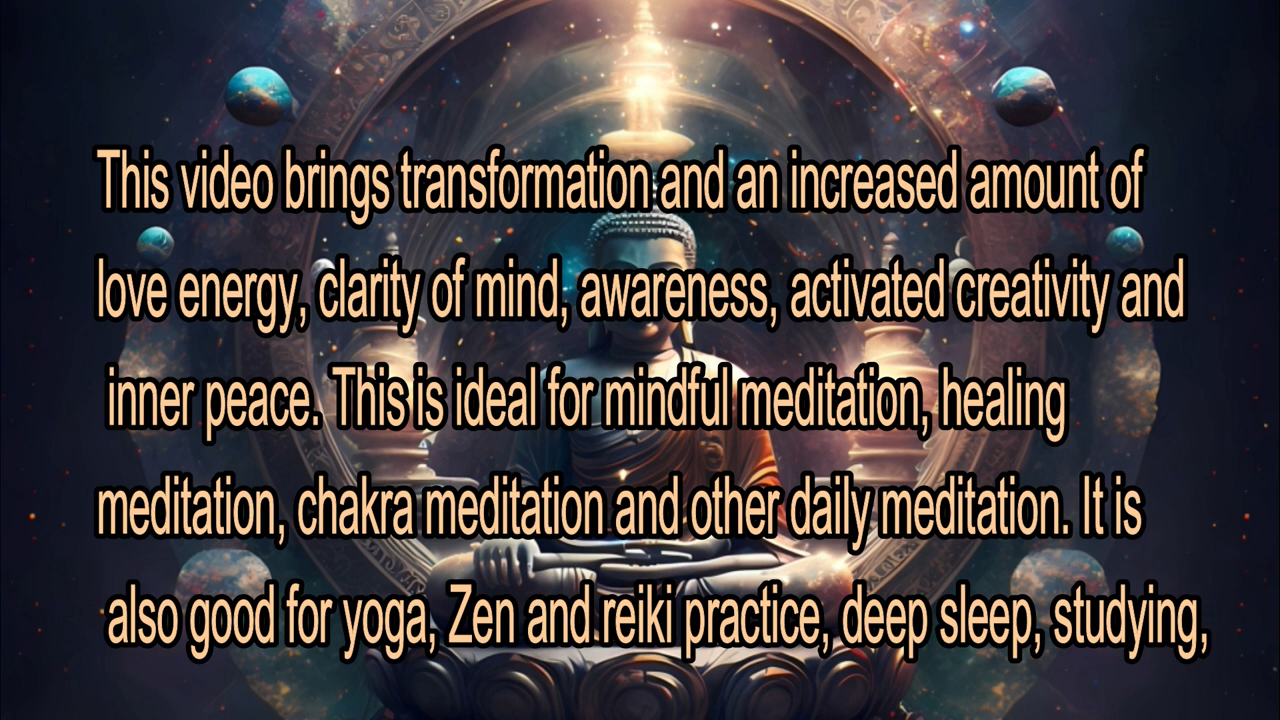 This video brings transformation and an increased amount of
love energy, clarity of mind, awareness, activated creativity and
inner peace. This is ideal for mindful meditation, healing
meditation, chakra meditation and other daily meditation. It is
also good for yoga, Zen and reiki practice, deep sleep, studying,